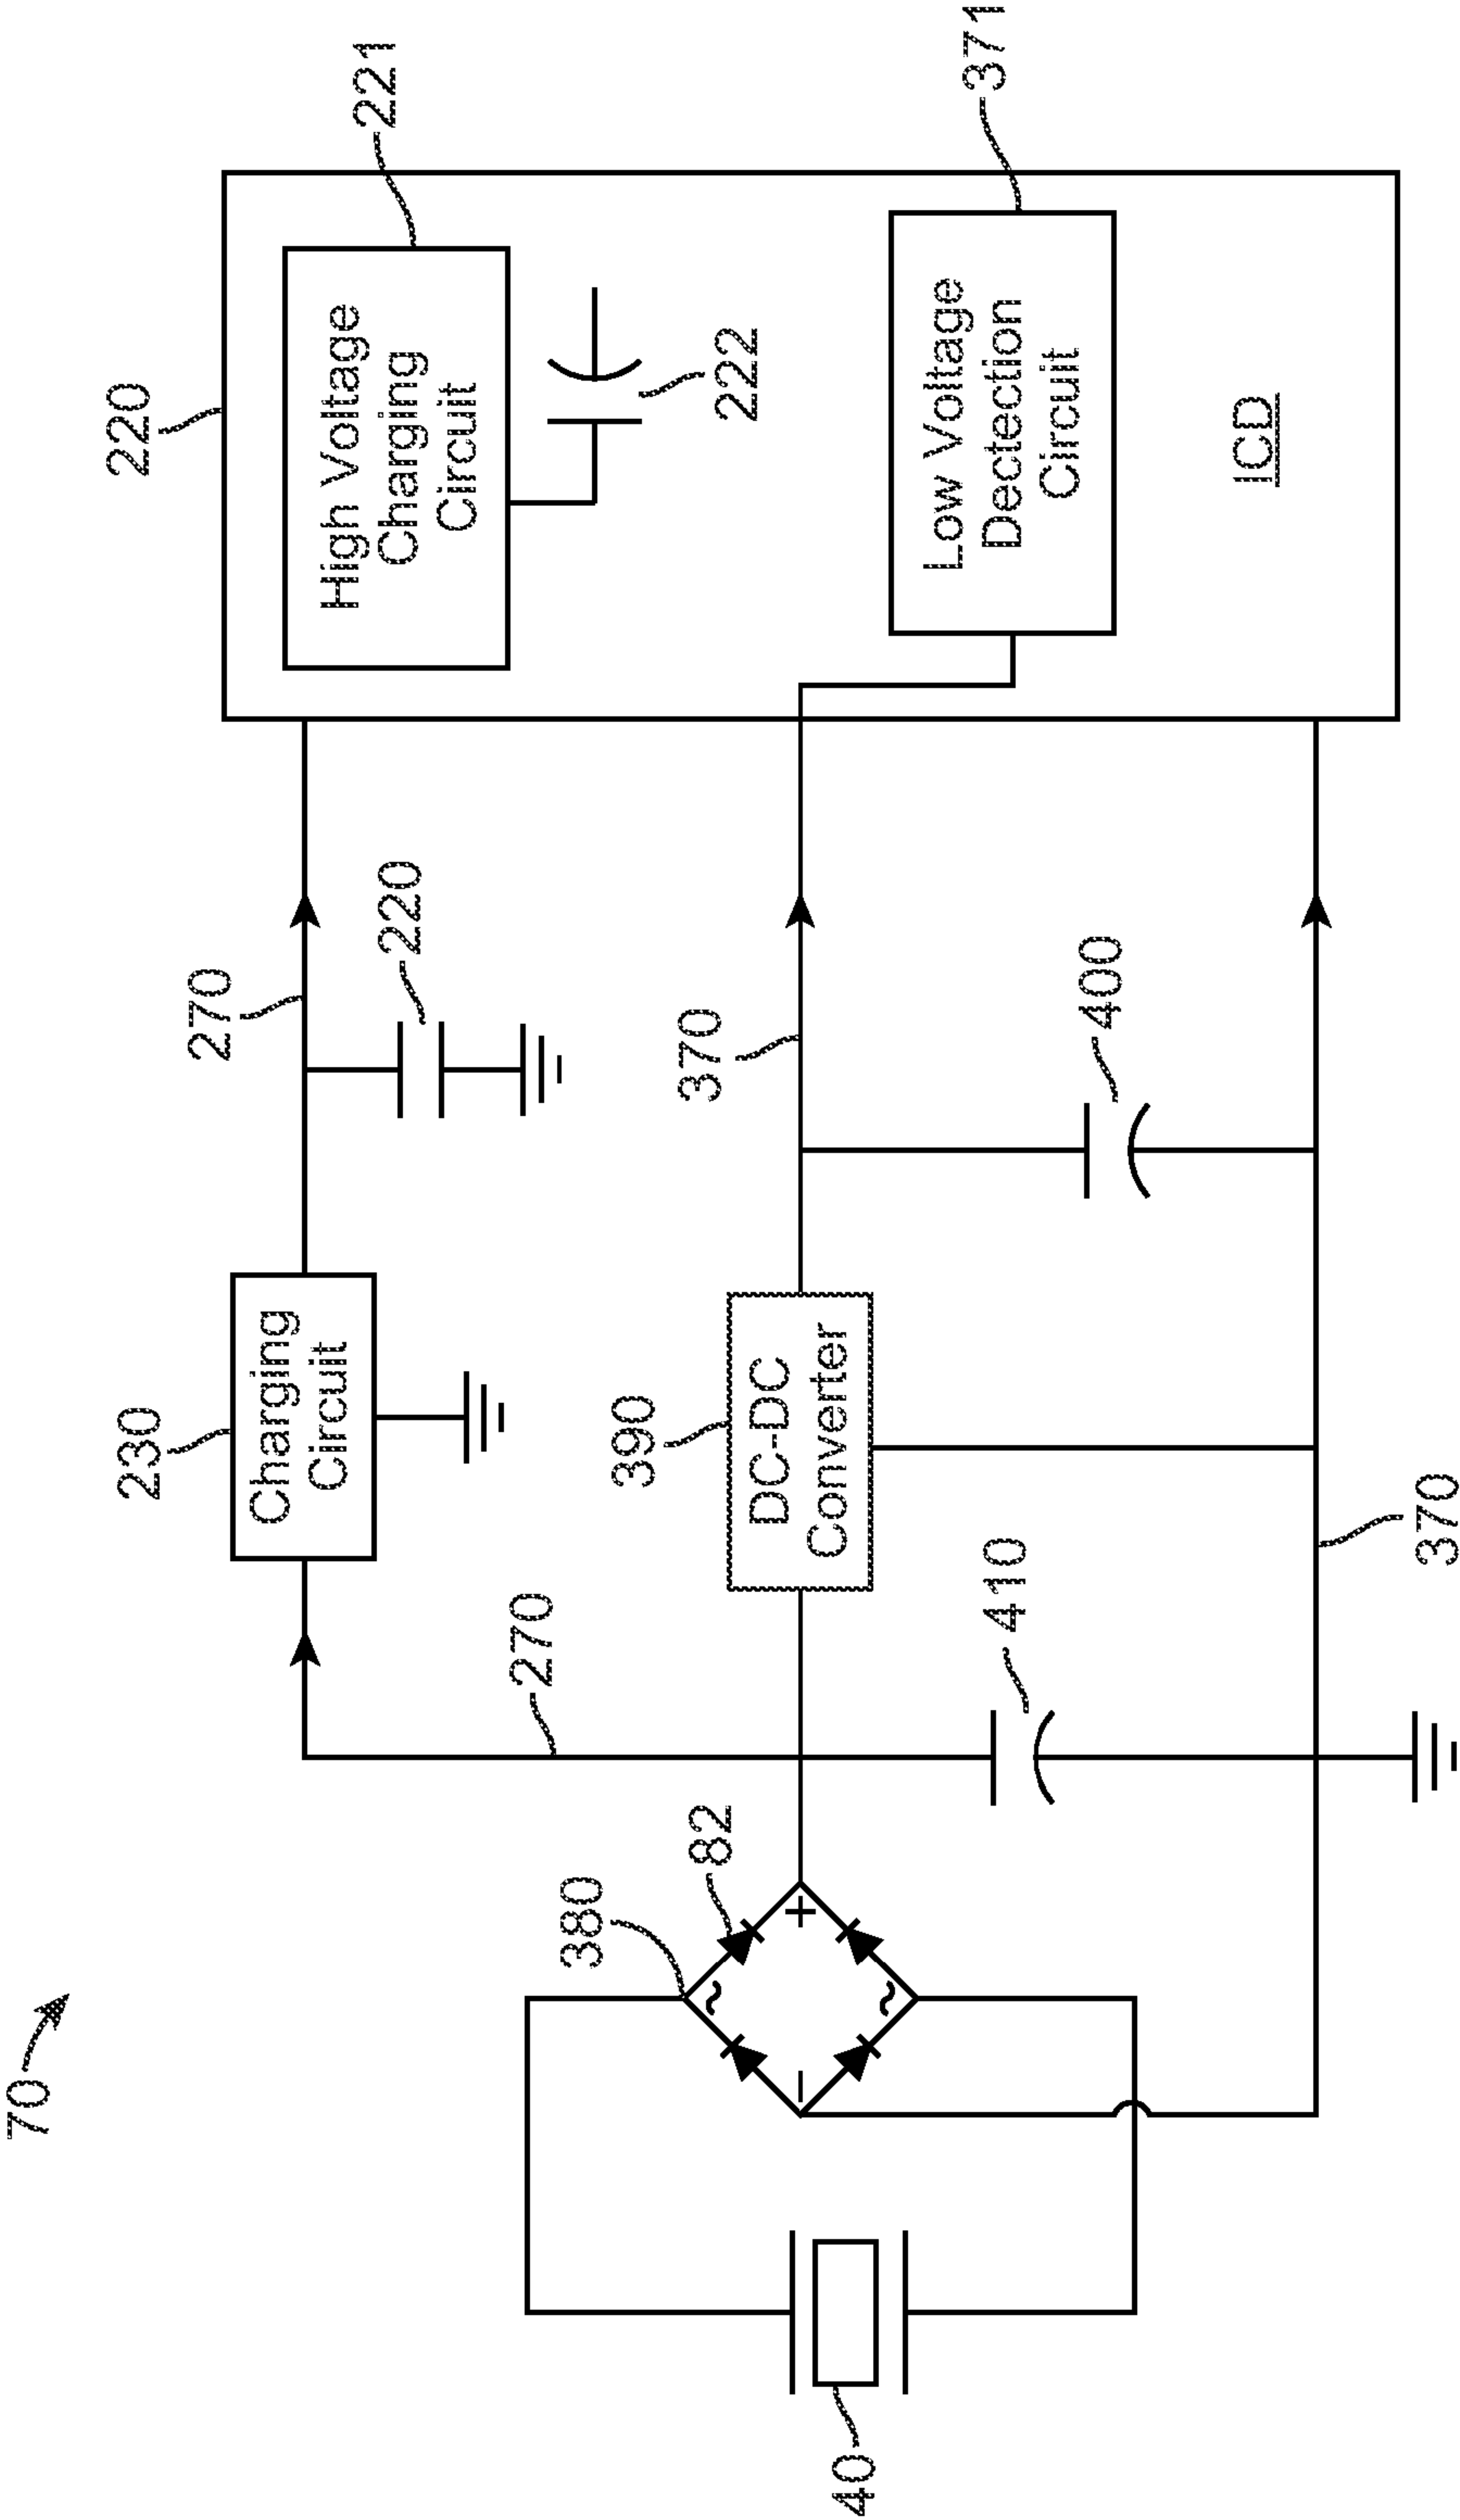 70
220
221
High Voltage
Charging
Circuit
222
270
220
230
Charging
Circuit
371
Low Voltage
Dectection
Circuit
ICD
370
400
390
DC-DC
Converter
270
410
370
380
82
~
+
~
−
40